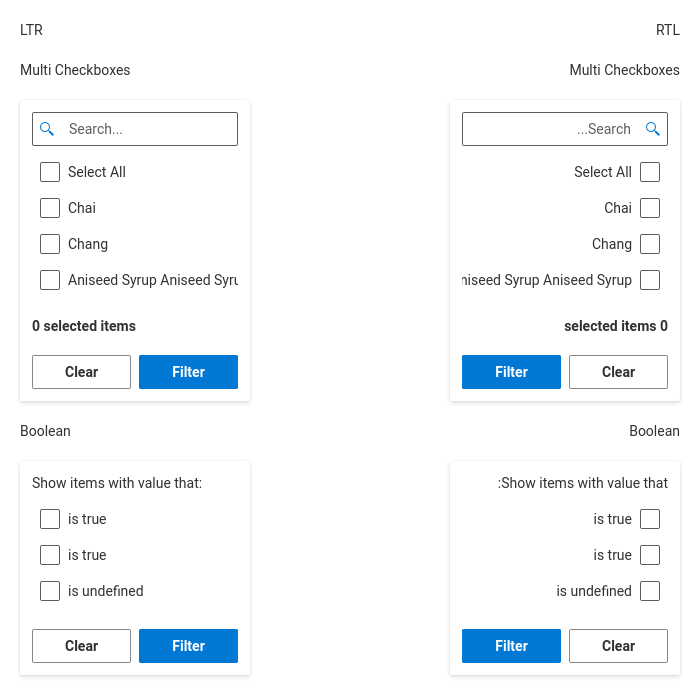 LTR
Multi Checkboxes
Search...
Select All
Chai
Chang
Aniseed Syrup Aniseed Syru
0 selected items
Clear Filter
Boolean
Show items with value that:
is true
is true
is undefined
Clear Filter
RTL
Multi Checkboxes
...Search
Select All
Chai
Chang
niseed Syrup Aniseed Syrup
selected items 0
Filter Clear
Boolean
:Show items with value that
is true
is true
is undefined
Filter Clear